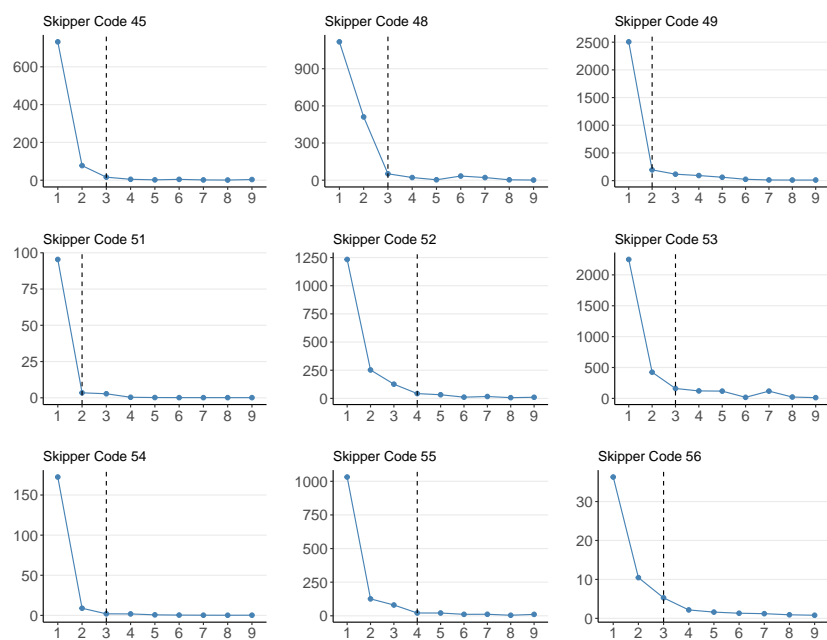 Skipper Code 45
600
400
200
0
1 2 3 4 5 6 7 8 9
Skipper Code 48
900
600
300
0
1 2 3 4 5 6 7 8 9
Skipper Code 49
2500
2000
1500
1000
500
0
1 2 3 4 5 6 7 8 9
Skipper Code 51
100
75
50
25
0
1 2 3 4 5 6 7 8 9
Skipper Code 52
1250
1000
750
500
250
0
1 2 3 4 5 6 7 8 9
Skipper Code 53
2000
1500
1000
500
0
1 2 3 4 5 6 7 8 9
Skipper Code 54
150
100
50
0
1 2 3 4 5 6 7 8 9
Skipper Code 55
1000
750
500
250
0
1 2 3 4 5 6 7 8 9
Skipper Code 56
30
20
10
0
1 2 3 4 5 6 7 8 9